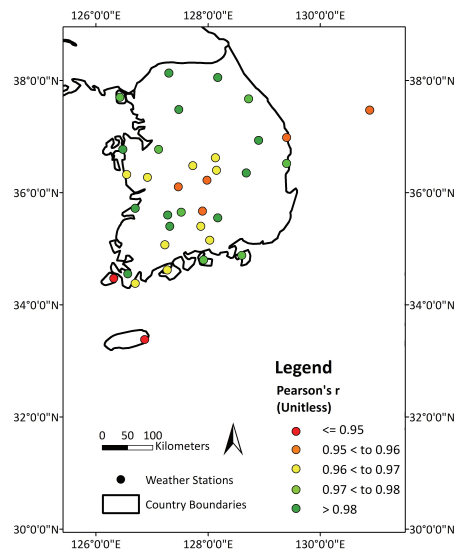 126°0'0"N 128°0'0"N 130°0'0"N
38°0'0"N 38°0'0"N
36°0'0"N 36°0'0"N
34°0'0"N 34°0'0"N
32°0'0"N 32°0'0"N
30°0'0"N 30°0'0"N
Legend
Pearson's r
(Unitless)
<= 0.95
0.95 < to 0.96
0.96 < to 0.97
0.97 < to 0.98
> 0.98
0 50 100
Kilometers
Weather Stations
Country Boundaries
126°0'0"E 128°0'0"E 130°0'0"N